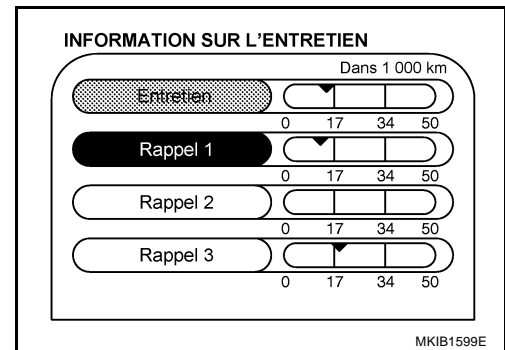 INFORMATION SUR L'ENTRETIEN
Dans 1 000 km
Entretien
0 17 34 50
Rappel 1
0 17 34 50
Rappel 2
0 17 34 50
Rappel 3
0 17 34 50
MKIB1599E